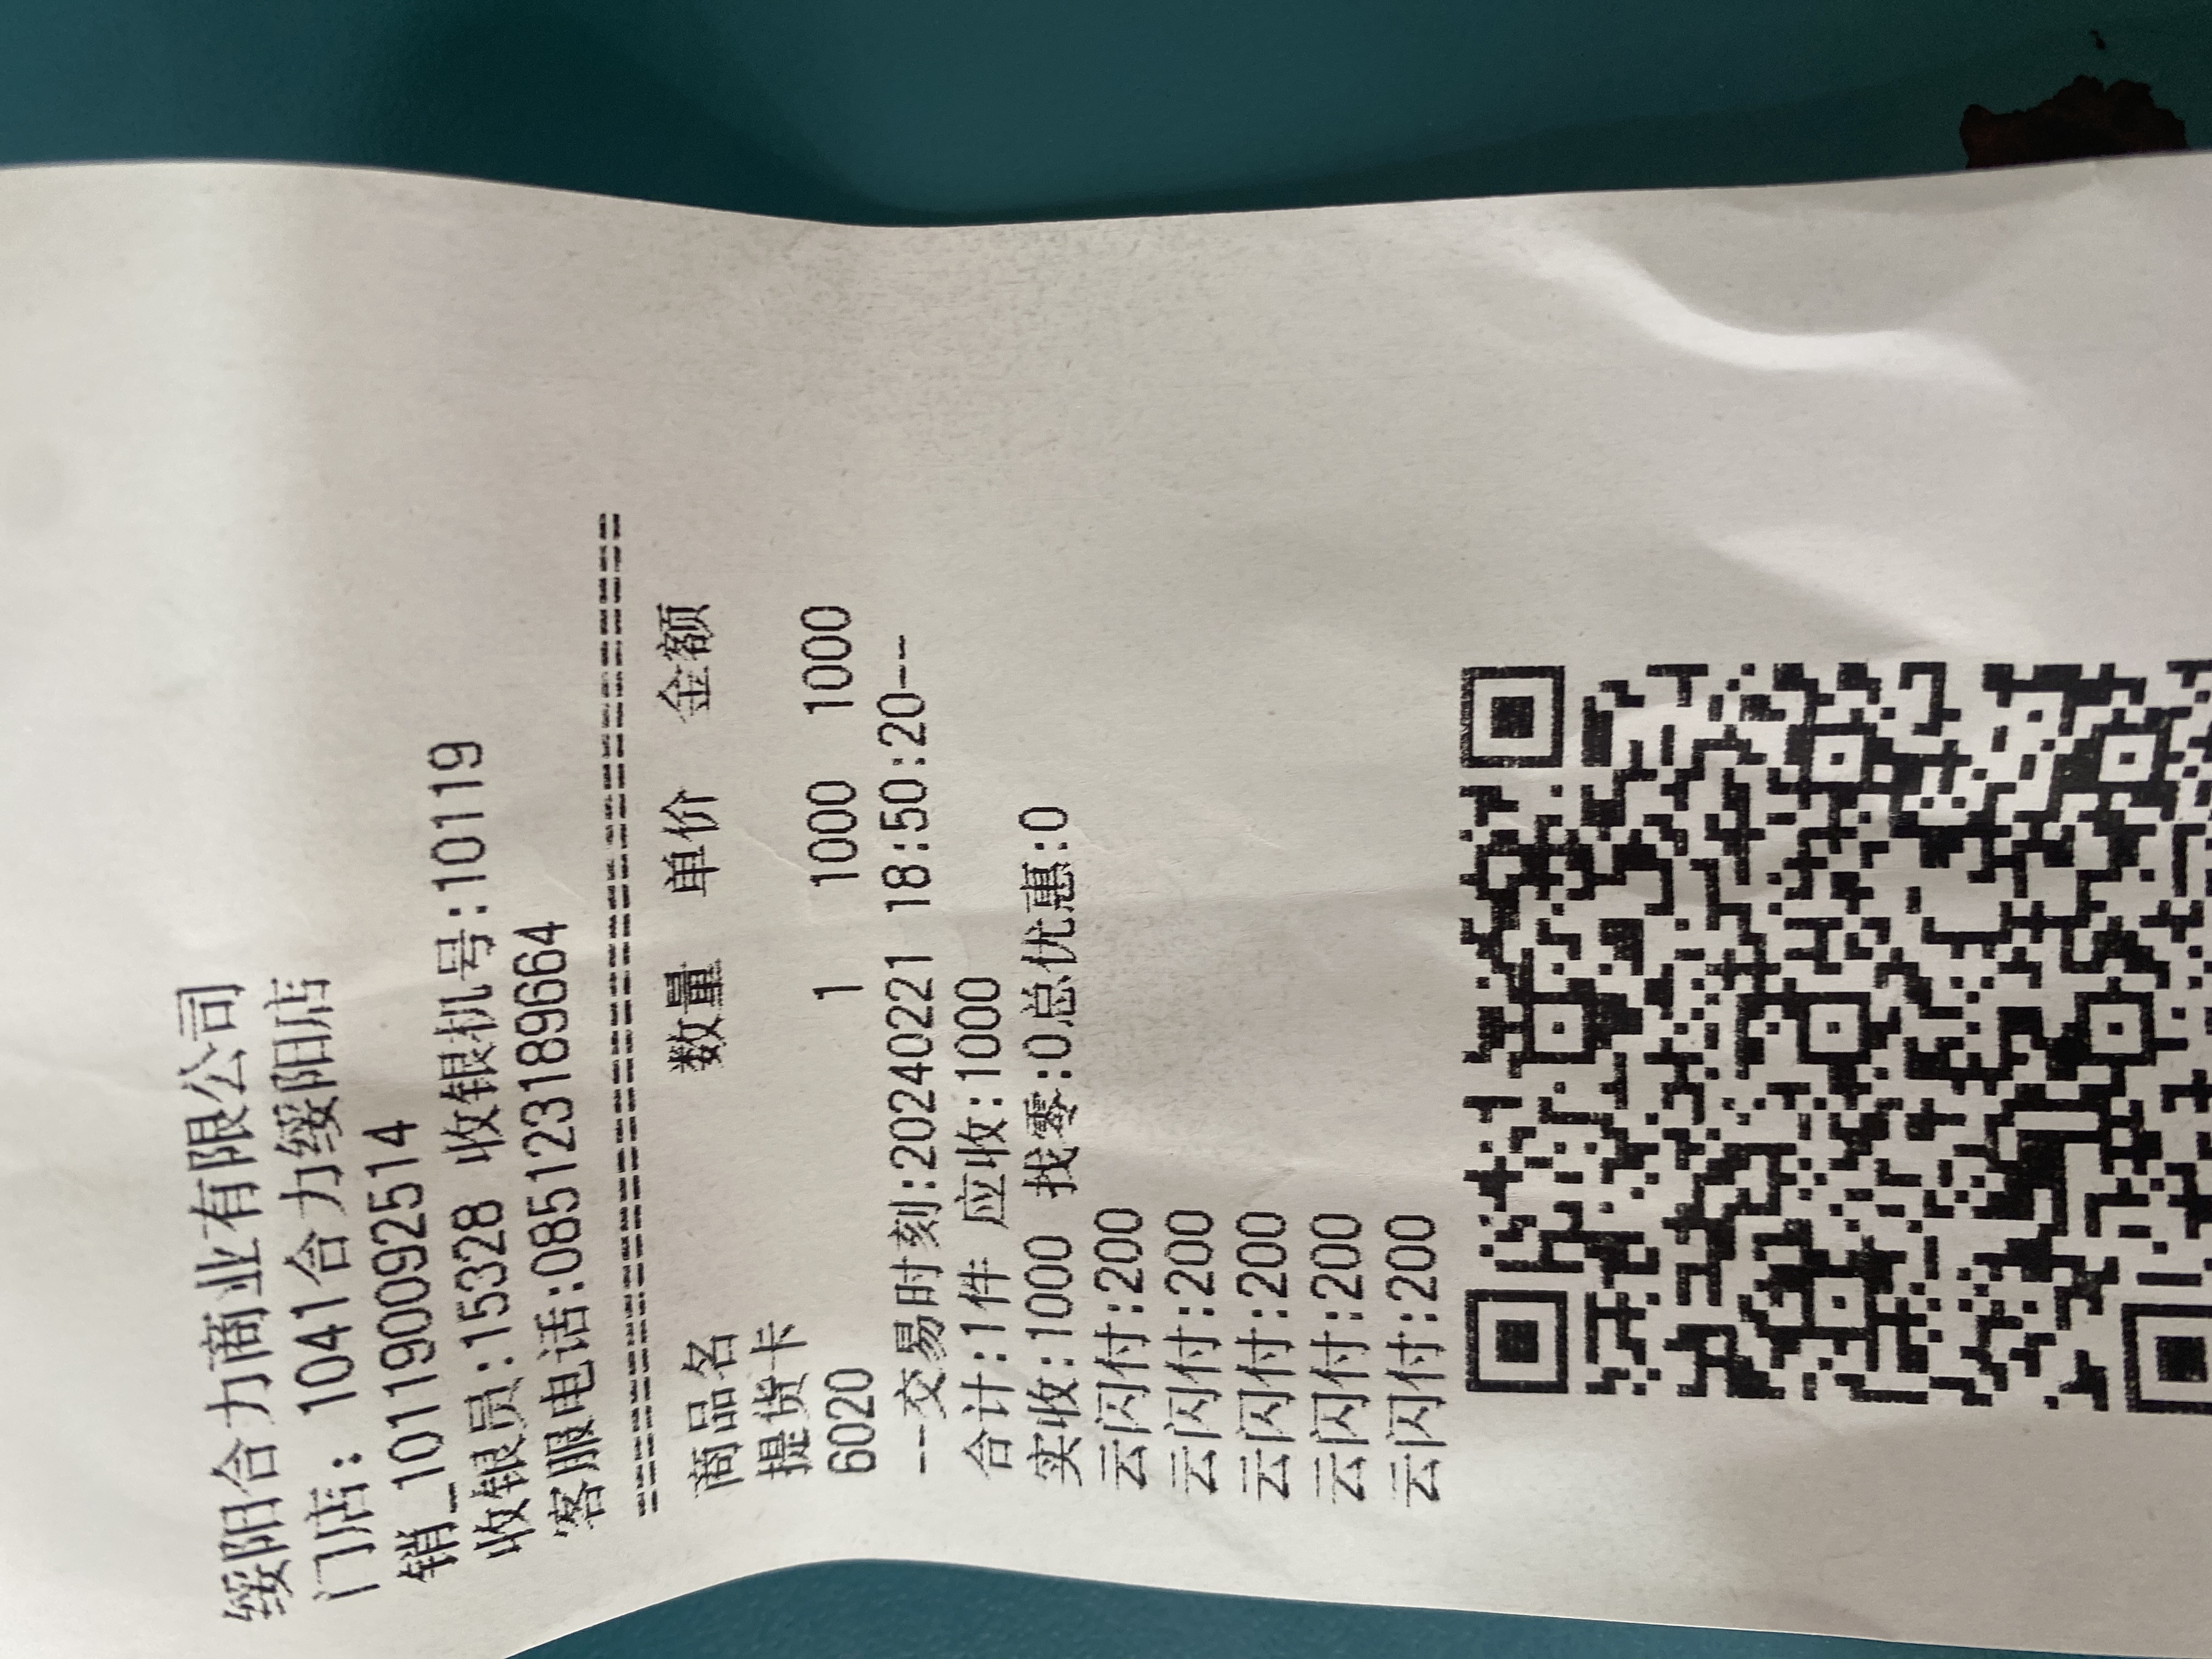 绥阳合力商业有限公司
门店: 1041合力绥阳店
销_101190092514
收银员:15328 收银机号:10119
客服电话:085123189664
==========================================
商品名 数量 单价 金额
提货卡
6020 1 1000 1000
--交易时刻:20240221 18:50:20--
合计:1件 应收:1000
实收:1000 找零:0总优惠:0
云闪付:200
云闪付:200
云闪付:200
云闪付:200
云闪付:200